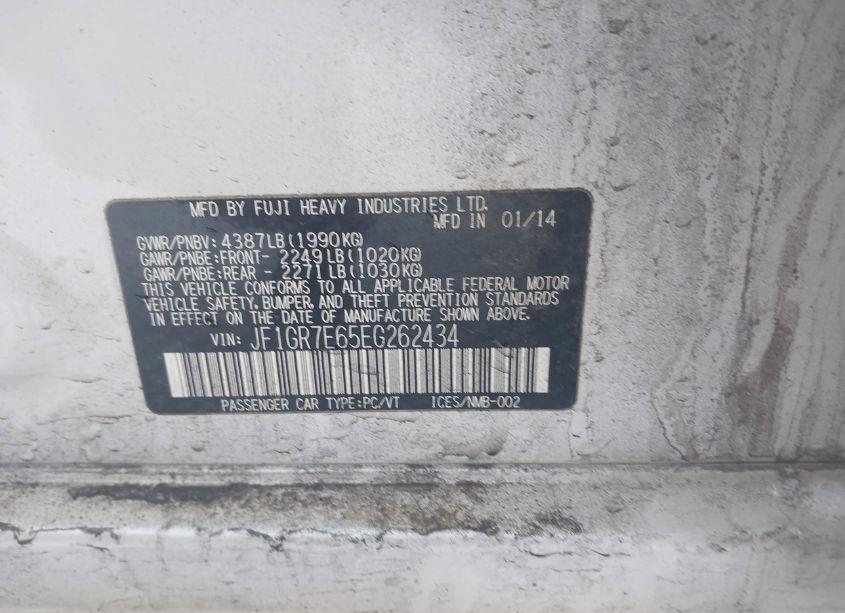 MFD BY FUJI HEAVY INDUSTRIES LTD.
MFD IN 01/14
GVWR/PNBV: 4387LB(1990KG)
GAWR/PNBE:FRONT- 2249LB(1020KG)
GAWR/PNBE:REAR - 2271LB(1030KG)
THIS VEHICLE CONFORMS TO ALL APPLICABLE FEDERAL MOTOR
VEHICLE SAFETY, BUMPER, AND THEFT PREVENTION STANDARDS
IN EFFECT ON THE DATE OF MANUFACTURE SHOWN ABOVE.
VIN: JF1GR7E65EG262434
PASSENGER CAR TYPE:PC/VT ICES/NMB-002